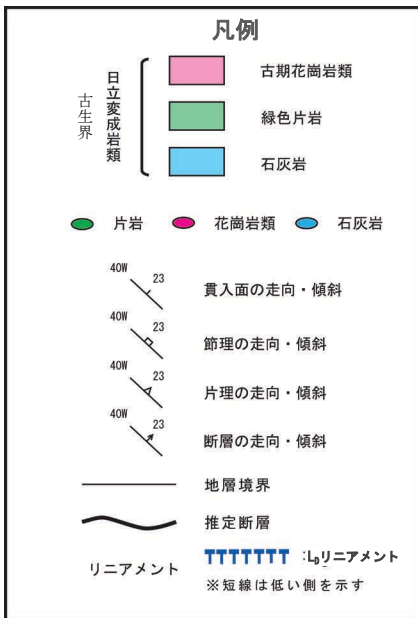 凡例
古生界
日立変成岩類
古期花崗岩類
緑色片岩
石灰岩
片岩 花崗岩類 石灰岩
40W 23 貫入面の走向・傾斜
40W 23 節理の走向・傾斜
40W 23 片理の走向・傾斜
40W 23 断層の走向・傾斜
地層境界
推定断層
リニアメント :LDリニアメント
※短線は低い側を示す